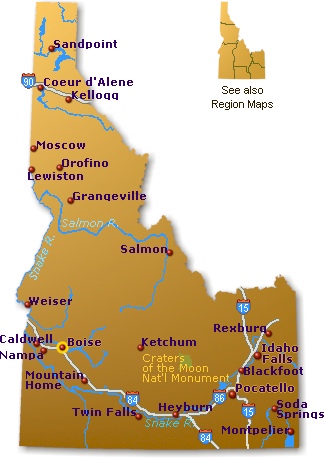 Sandpoint
See also
Region Maps
90
Coeur d'Alene
Kellogg
Moscow
Orofino
Lewiston
Grangeville
Salmon R.
Snake R.
Salmon
Weiser
15
Rexburg
Caldwell
Boise
Ketchum
Idaho
Falls
Nampa
Craters
of the Moon
Nat'l Monument
Blackfoot
Mountain
Home
Pocatello
86
15
Soda
Springs
Twin Falls
Heyburn
Snake R.
84
84
Montpelier